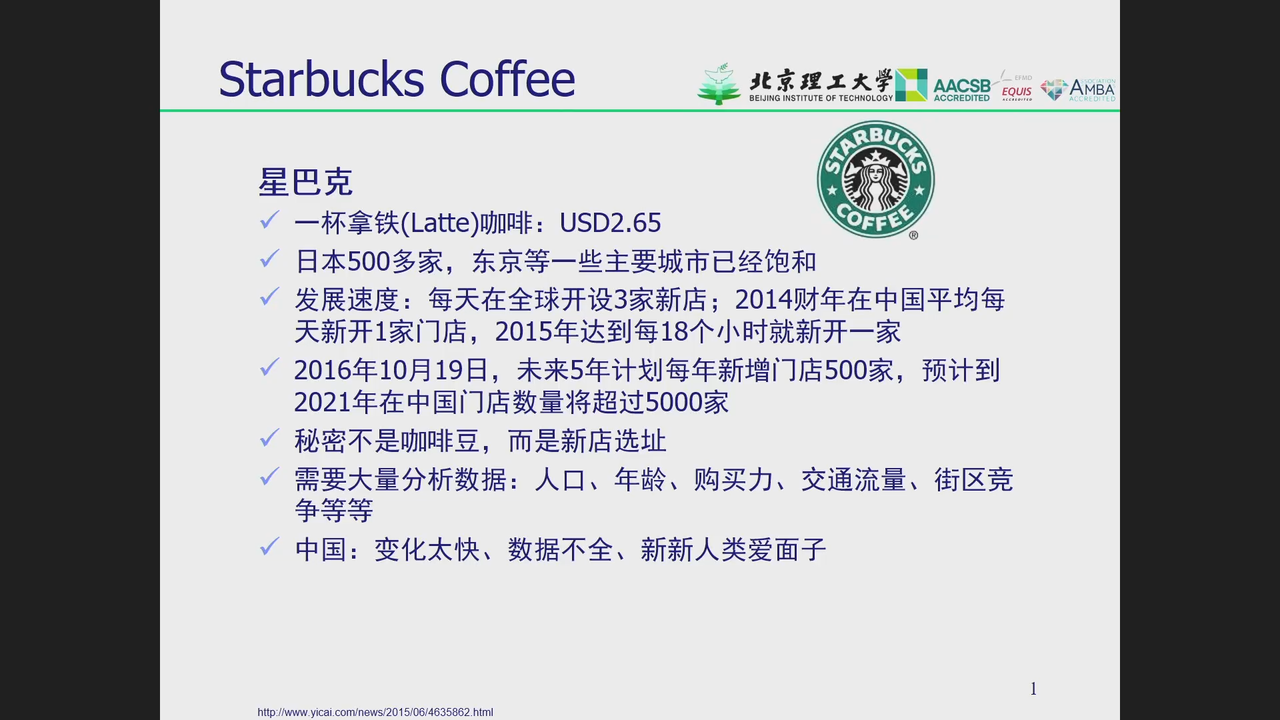 Starbucks Coffee
北京理工大学
BEIJING INSTITUTE OF TECHNOLOGY
AACSB
ACCREDITED
EFMD
EQUIS
ACCREDITED
ASSOCIATION
AMBA
ACCREDITED
STARBUCKS
COFFEE
®
星巴克
一杯拿铁(Latte)咖啡：USD2.65
日本500多家，东京等一些主要城市已经饱和
发展速度：每天在全球开设3家新店；2014财年在中国平均每
天新开1家门店，2015年达到每18个小时就新开一家
2016年10月19日，未来5年计划每年新增门店500家，预计到
2021年在中国门店数量将超过5000家
秘密不是咖啡豆，而是新店选址
需要大量分析数据：人口、年龄、购买力、交通流量、街区竞
争等等
中国：变化太快、数据不全、新新人类爱面子
1
http://www.yicai.com/news/2015/06/4635862.html